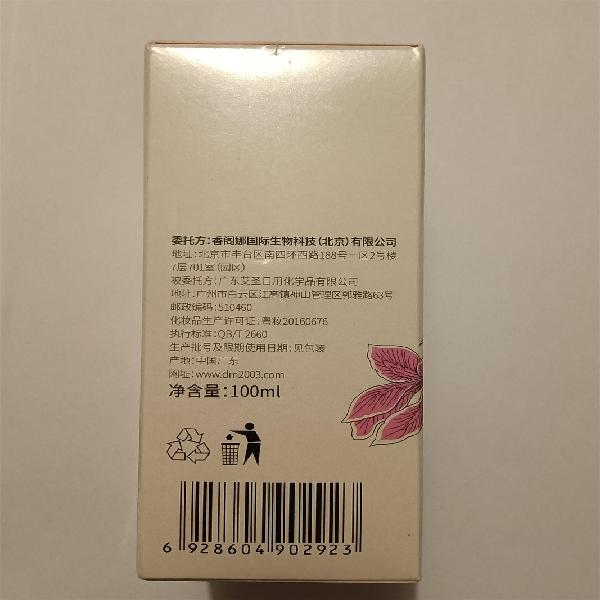 委托方：香阁娜国际生物科技（北京）有限公司
地址：北京市丰台区南四环西路188号一区2号楼
7层701室（园区）
被委托方：广东艾圣日用化学品有限公司
地址：广州市白云区江高镇神山管理区郭雅路63号
邮政编码：510460
化妆品生产许可证：粤妆20160676
执行标准：QB/T 2660
生产批号及限期使用日期：见包装
产地：中国广东
网址：www.dm2003.com
净含量：100ml
6 928604 902923